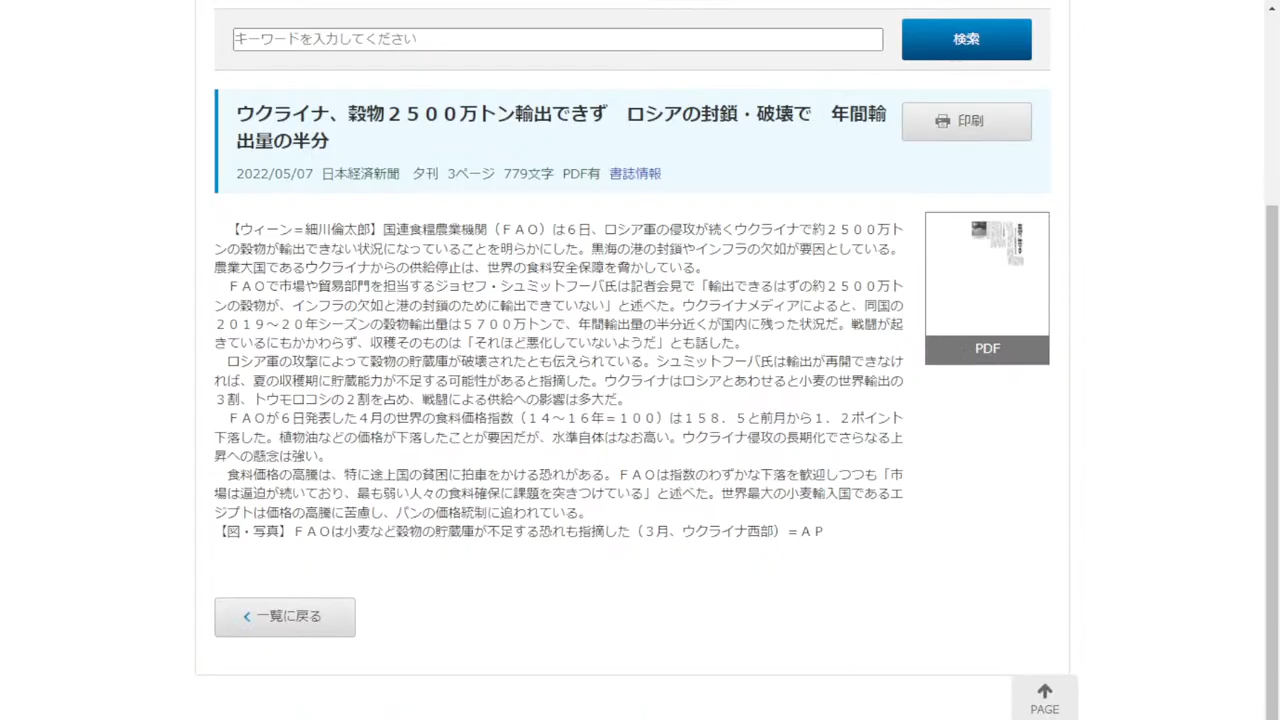 キーワードを入力してください
検索
ウクライナ、穀物２５００万トン輸出できず　ロシアの封鎖・破壊で　年間輸
出量の半分
印刷
2022/05/07 日本経済新聞　夕刊 3ページ 779文字 PDF有 書誌情報
　【ウィーン＝細川倫太郎】国連食糧農業機関（ＦＡＯ）は６日、ロシア軍の侵攻が続くウクライナで約２５００万ト
ンの穀物が輸出できない状況になっていることを明らかにした。黒海の港の封鎖やインフラの欠如が要因としている。
農業大国であるウクライナからの供給停止は、世界の食料安全保障を脅かしている。
　ＦＡＯで市場や貿易部門を担当するジョセフ・シュミットフーバ氏は記者会見で「輸出できるはずの約２５００万ト
ンの穀物が、インフラの欠如と港の封鎖のために輸出できていない」と述べた。ウクライナメディアによると、同国の
２０１９～２０年シーズンの穀物輸出量は５７００万トンで、年間輸出量の半分近くが国内に残った状況だ。戦闘が起
きているにもかかわらず、収穫そのものは「それほど悪化していないようだ」とも話した。
　ロシア軍の攻撃によって穀物の貯蔵庫が破壊されたとも伝えられている。シュミットフーバ氏は輸出が再開できなけ
れば、夏の収穫期に貯蔵能力が不足する可能性があると指摘した。ウクライナはロシアとあわせると小麦の世界輸出の
３割、トウモロコシの２割を占め、戦闘による供給への影響は多大だ。
　ＦＡＯが６日発表した４月の世界の食料価格指数（１４～１６年＝１００）は１５８．５と前月から１．２ポイント
下落した。植物油などの価格が下落したことが要因だが、水準自体はなお高い。ウクライナ侵攻の長期化でさらなる上
昇への懸念は強い。
　食料価格の高騰は、特に途上国の貧困に拍車をかける恐れがある。ＦＡＯは指数のわずかな下落を歓迎しつつも「市
場は逼迫が続いており、最も弱い人々の食料確保に課題を突きつけている」と述べた。世界最大の小麦輸入国であるエ
ジプトは価格の高騰に苦慮し、パンの価格統制に追われている。
【図・写真】ＦＡＯは小麦など穀物の貯蔵庫が不足する恐れも指摘した（３月、ウクライナ西部）＝ＡＰ
PDF
一覧に戻る
PAGE